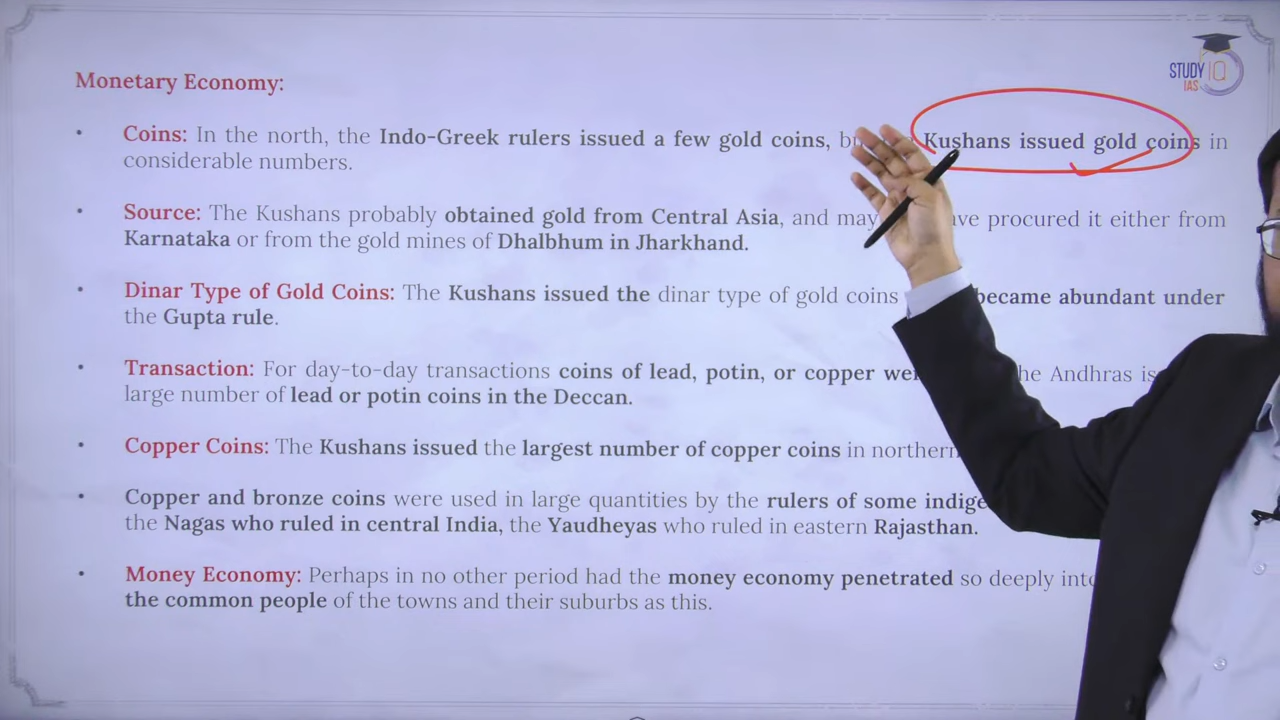 STUDY IQ
IAS
Monetary Economy:
• Coins: In the north, the Indo-Greek rulers issued a few gold coins, Kushans issued gold coins in
considerable numbers.
• Source: The Kushans probably obtained gold from Central Asia, and may procured it either from
Karnataka or from the gold mines of Dhalbhum in Jharkhand.
• Dinar Type of Gold Coins: The Kushans issued the dinar type of gold coins became abundant under
the Gupta rule.
• Transaction: For day-to-day transactions coins of lead, potin, or copper Andhras
large number of lead or potin coins in the Deccan.
• Copper Coins: The Kushans issued the largest number of copper coins in
• Copper and bronze coins were used in large quantities by the rulers of some
the Nagas who ruled in central India, the Yaudheyas who ruled in eastern Rajasthan.
• Money Economy: Perhaps in no other period had the money economy penetrated so deeply
the common people of the towns and their suburbs as this.